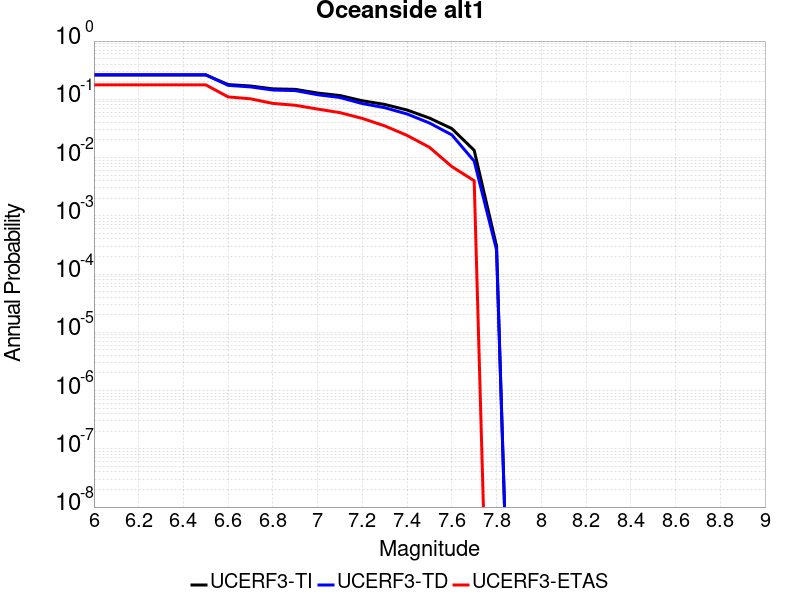 Oceanside alt1
10^0
10^-1
10^-2
10^-3
10^-4
10^-5
10^-6
10^-7
10^-8
Annual Probability
6 6.2 6.4 6.6 6.8 7 7.2 7.4 7.6 7.8 8 8.2 8.4 8.6 8.8 9
Magnitude
UCERF3-TI UCERF3-TD UCERF3-ETAS